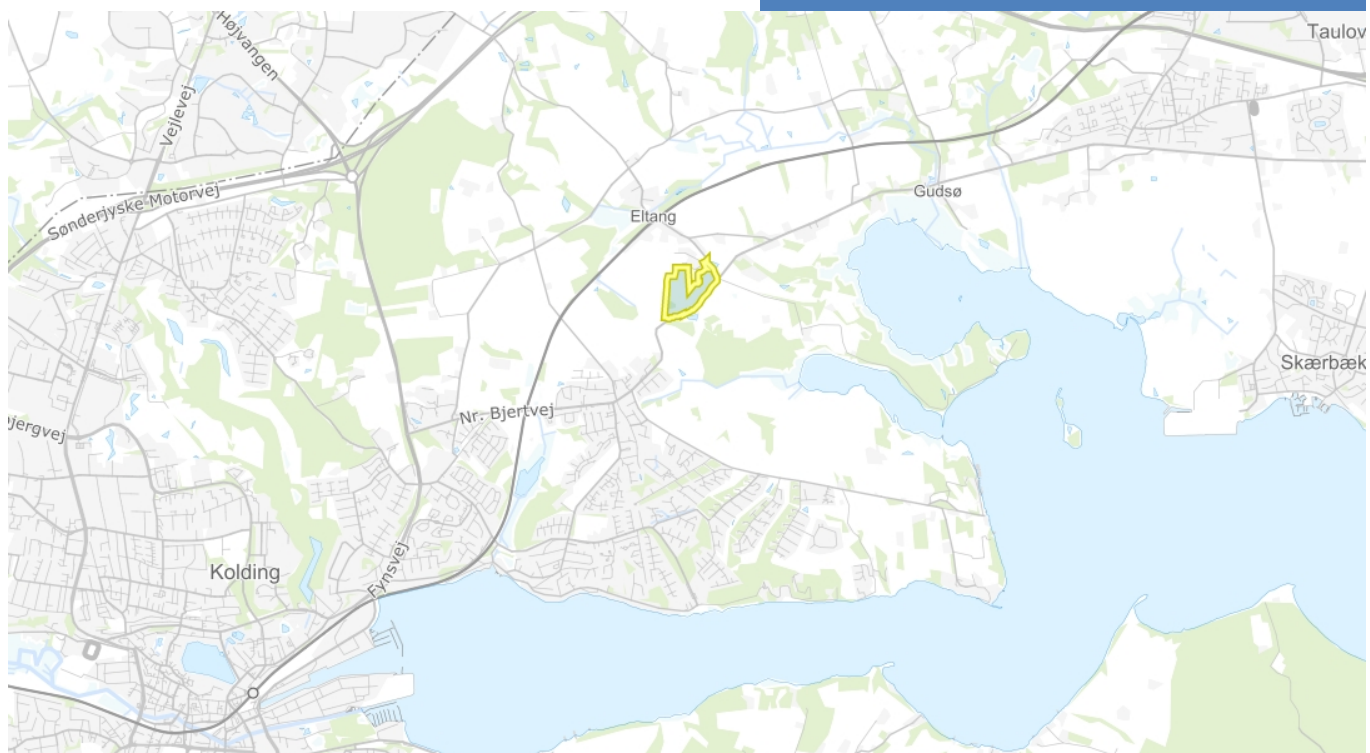 Højvangen
Taulov
Vejlevej
Sønderjyske Motorvej
Gudsø
Eltang
Skærbæk
Nr. Bjertvej
jergvej
Kolding
Fynsvej